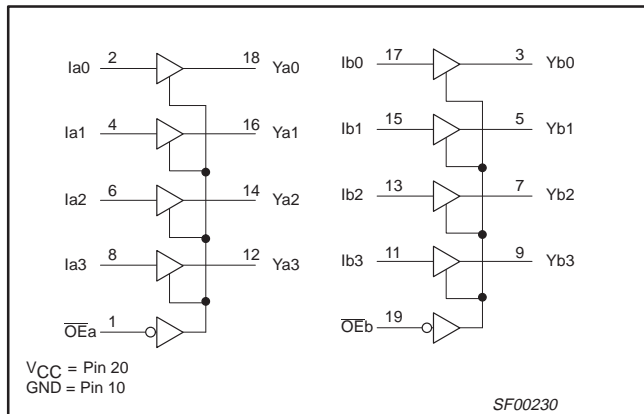 Ia0 2 18 Ya0
Ia1 4 16 Ya1
Ia2 6 14 Ya2
Ia3 8 12 Ya3
O̅E̅a 1
Ib0 17 3 Yb0
Ib1 15 5 Yb1
Ib2 13 7 Yb2
Ib3 11 9 Yb3
O̅E̅b 19
VCC = Pin 20
GND = Pin 10
SF00230